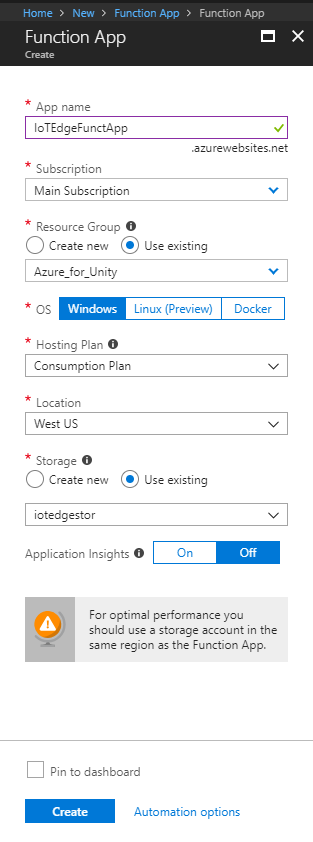 Home > New > Function App > Function App
Function App
Create
* App name
IoTEdgeFunctApp
.azurewebsites.net
* Subscription
Main Subscription
* Resource Group
Create new Use existing
Azure_for_Unity
* OS Windows Linux (Preview) Docker
* Hosting Plan
Consumption Plan
* Location
West US
* Storage
Create new Use existing
iotedgestor
Application Insights On Off
For optimal performance you
should use a storage account in the
same region as the Function App.
Pin to dashboard
Create Automation options